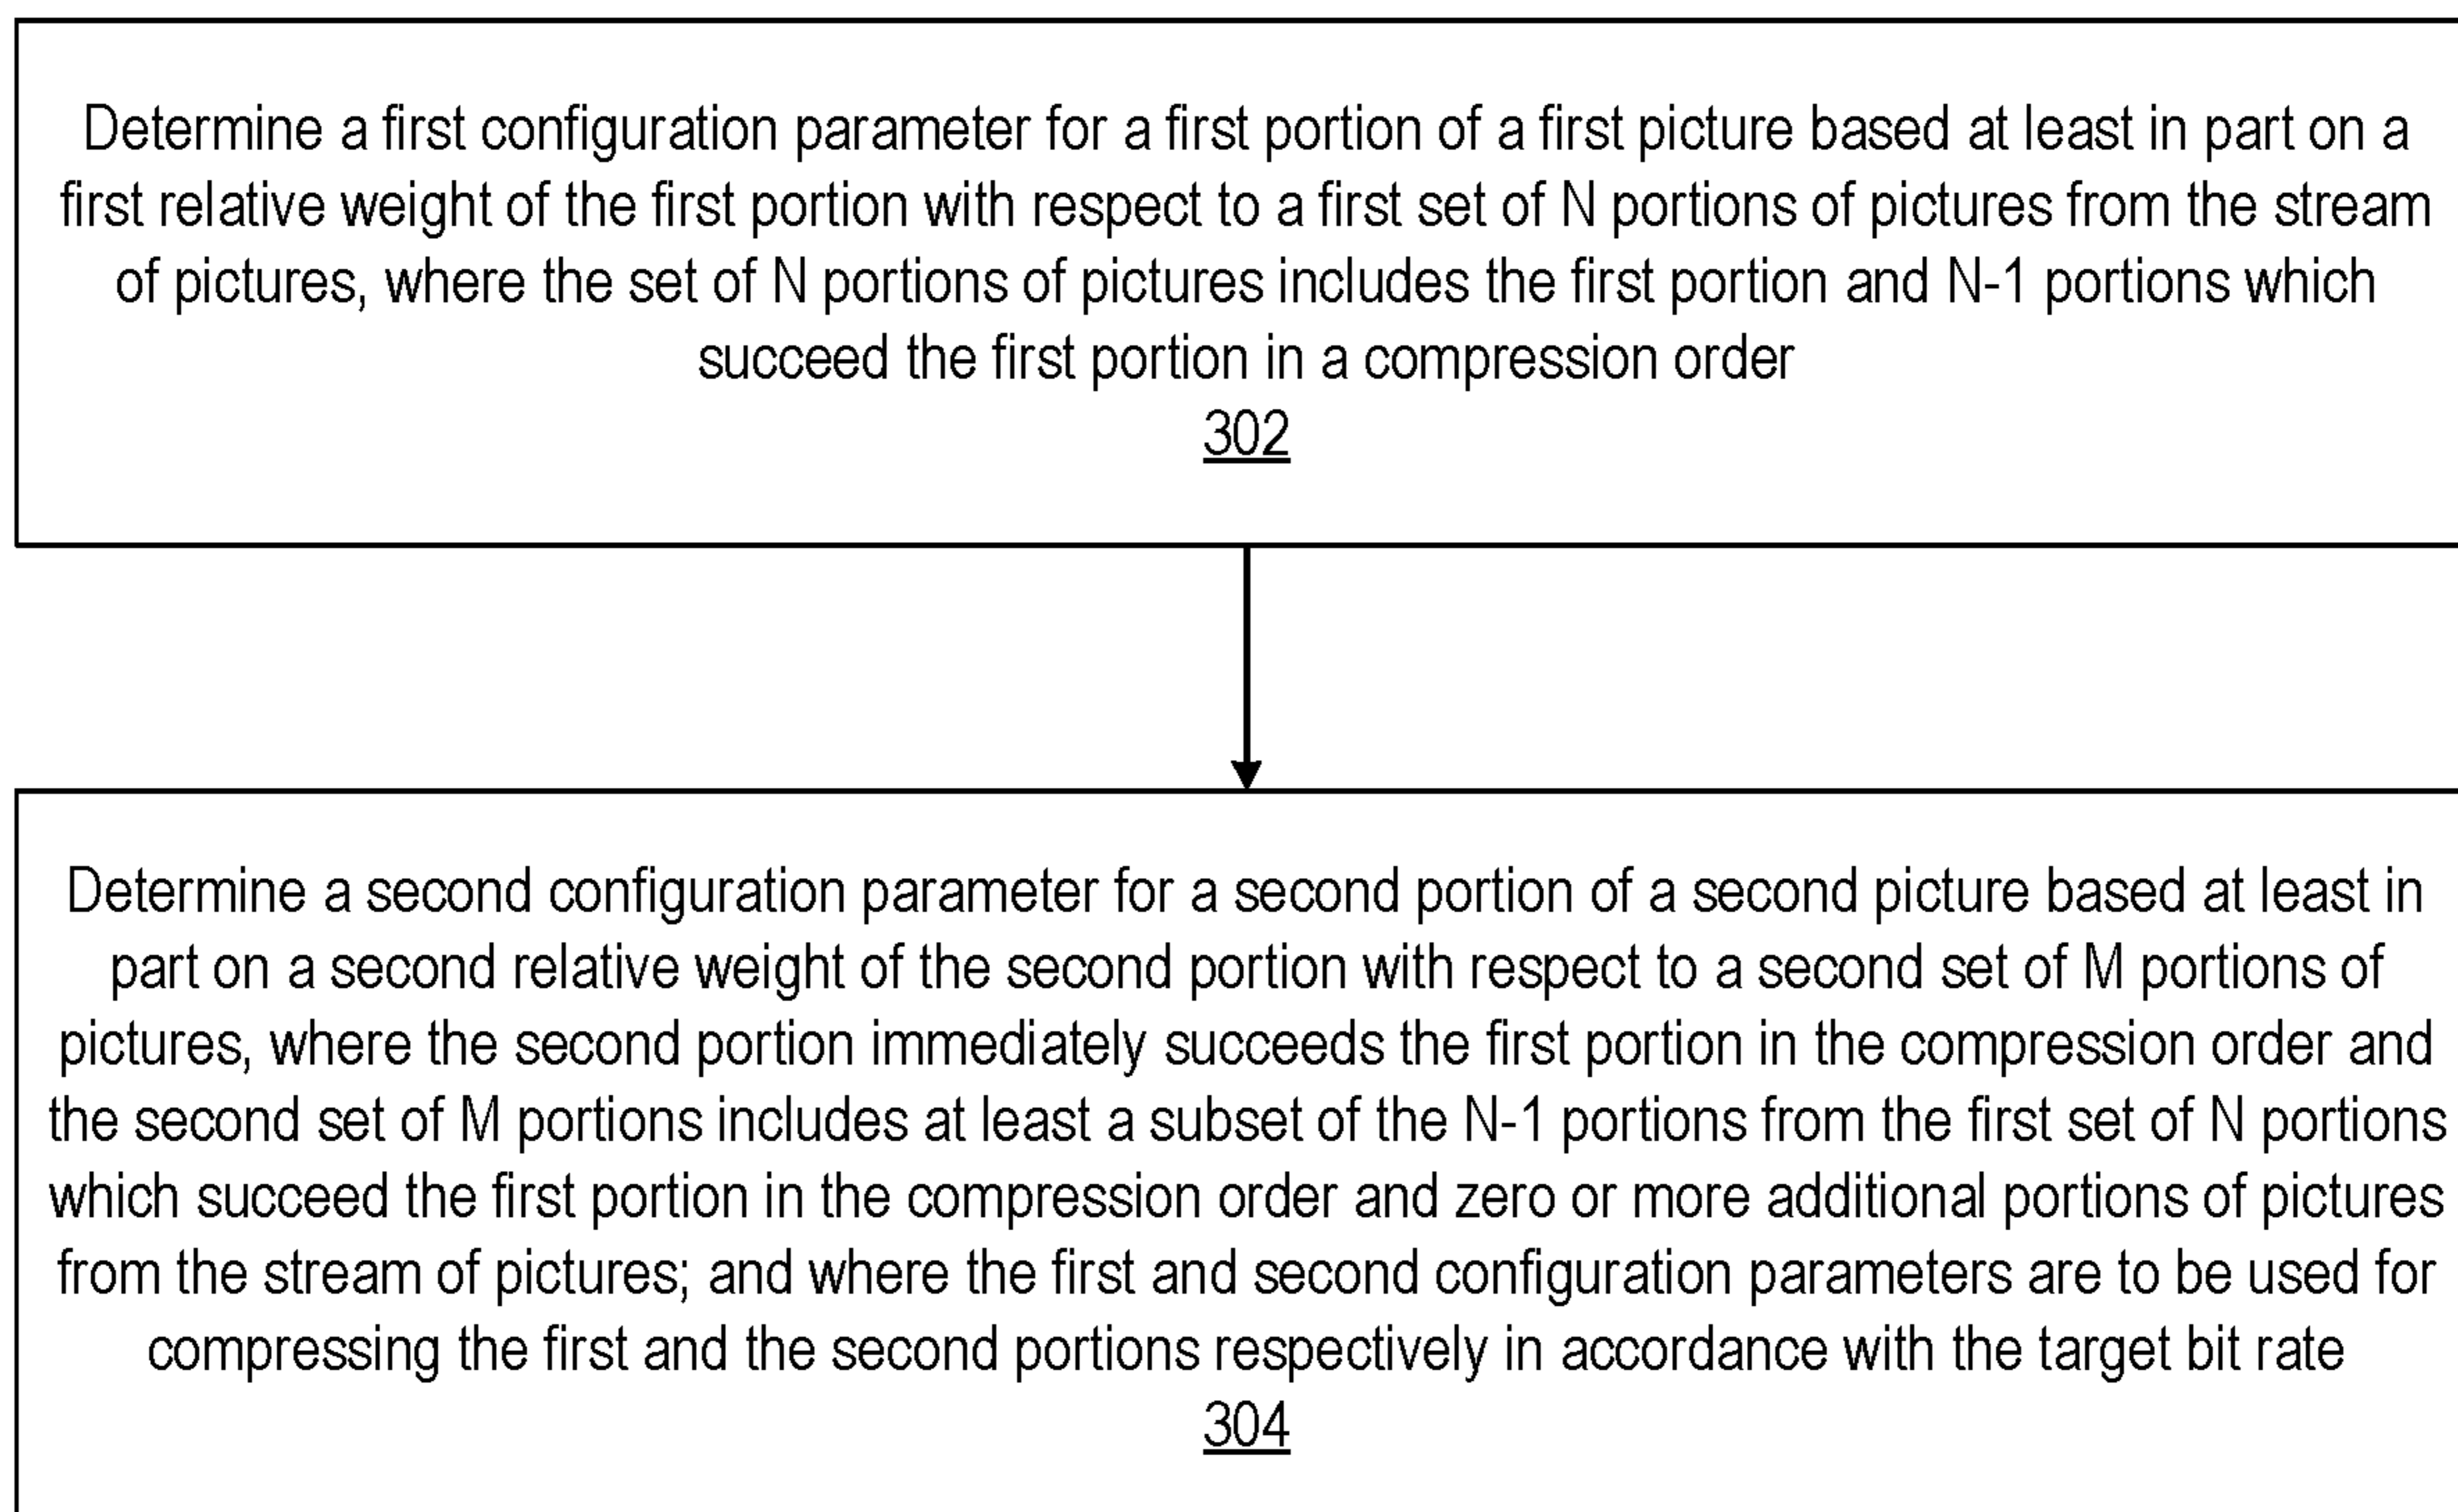 Determine a first configuration parameter for a first portion of a first picture based at least in part on a
first relative weight of the first portion with respect to a first set of N portions of pictures from the stream
of pictures, where the set of N portions of pictures includes the first portion and N-1 portions which
succeed the first portion in a compression order
302
Determine a second configuration parameter for a second portion of a second picture based at least in
part on a second relative weight of the second portion with respect to a second set of M portions of
pictures, where the second portion immediately succeeds the first portion in the compression order and
the second set of M portions includes at least a subset of the N-1 portions from the first set of N portions
which succeed the first portion in the compression order and zero or more additional portions of pictures
from the stream of pictures; and where the first and second configuration parameters are to be used for
compressing the first and the second portions respectively in accordance with the target bit rate
304